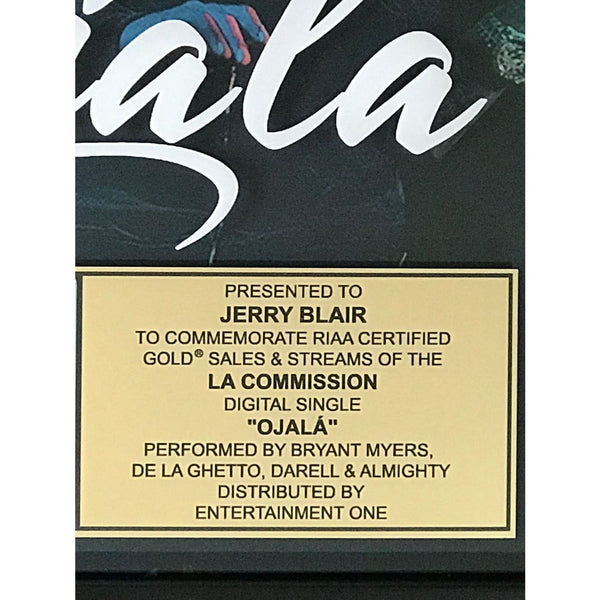 jala
PRESENTED TO
JERRY BLAIR
TO COMMEMORATE RIAA CERTIFIED
GOLD® SALES & STREAMS OF THE
LA COMMISSION
DIGITAL SINGLE
"OJALÁ"
PERFORMED BY BRYANT MYERS,
DE LA GHETTO, DARELL & ALMIGHTY
DISTRIBUTED BY
ENTERTAINMENT ONE